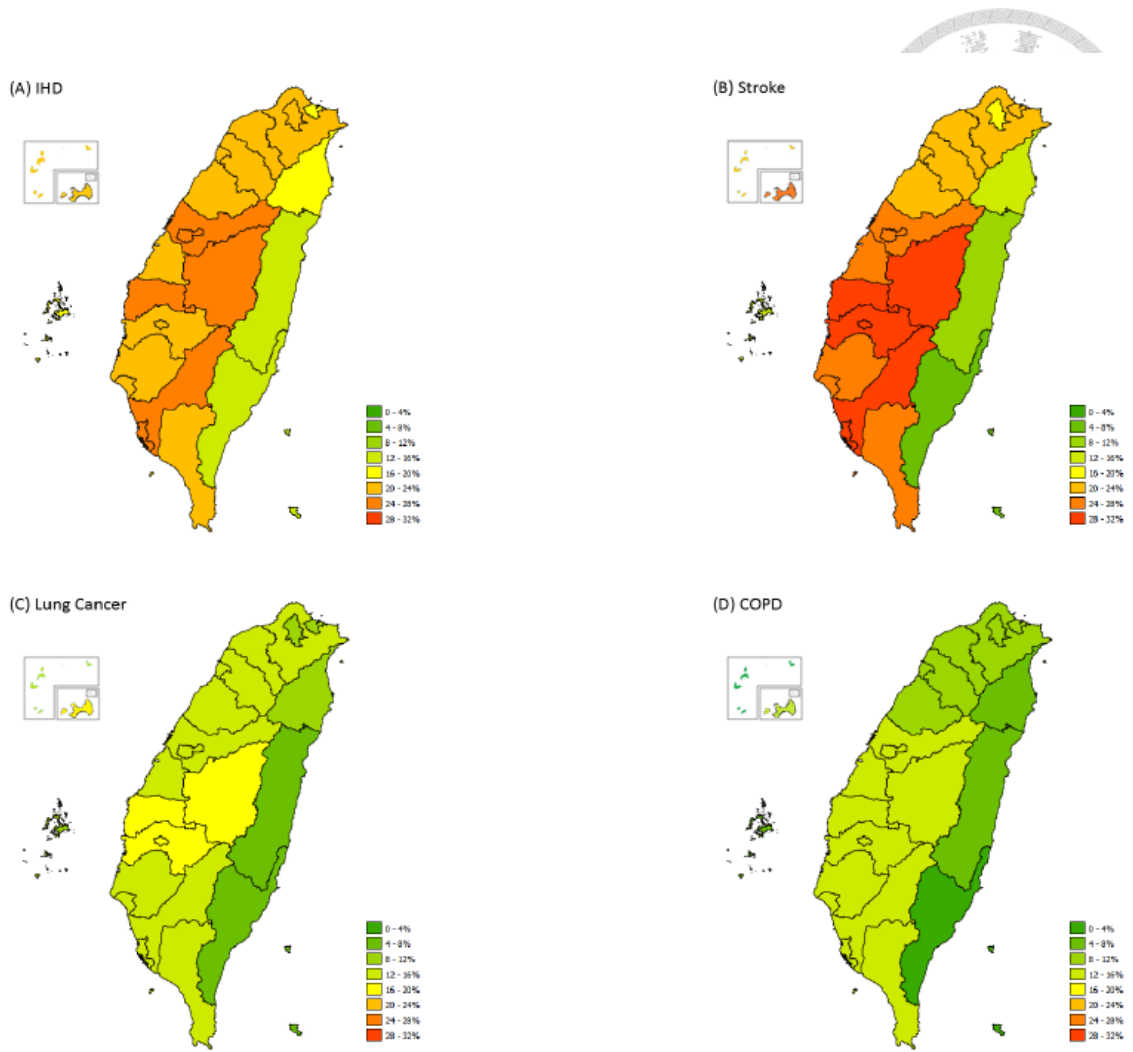 灣 臺
(A) IHD
(B) Stroke
0 - 4%
4 - 8%
8 - 12%
12 - 16%
16 - 20%
20 - 24%
24 - 28%
28 - 32%
0 - 4%
4 - 8%
8 - 12%
12 - 16%
16 - 20%
20 - 24%
24 - 28%
28 - 32%
(C) Lung Cancer
(D) COPD
0 - 4%
4 - 8%
8 - 12%
12 - 16%
16 - 20%
20 - 24%
24 - 28%
28 - 32%
0 - 4%
4 - 8%
8 - 12%
12 - 16%
16 - 20%
20 - 24%
24 - 28%
28 - 32%